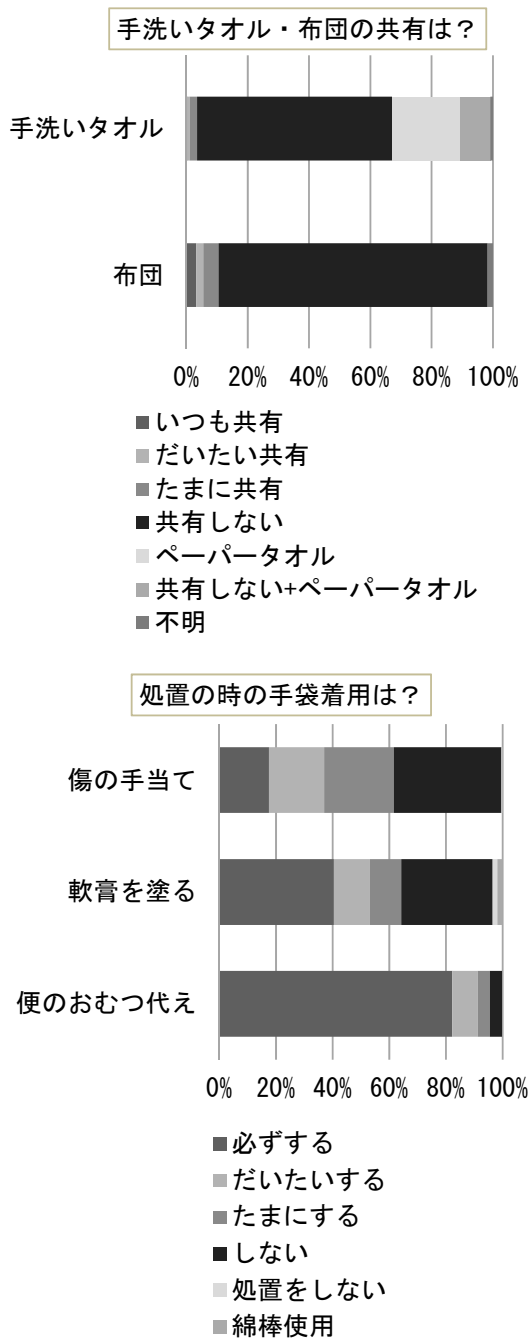 手洗いタオル・布団の共有は？
手洗いタオル
布団
0% 20% 40% 60% 80% 100%
■いつも共有
■だいたい共有
■たまに共有
■共有しない
■ペーパータオル
■共有しない+ペーパータオル
■不明
処置の時の手袋着用は？
傷の手当て
軟膏を塗る
便のおむつ代え
0% 20% 40% 60% 80% 100%
■必ずする
■だいたいする
■たまにする
■しない
■処置をしない
■綿棒使用